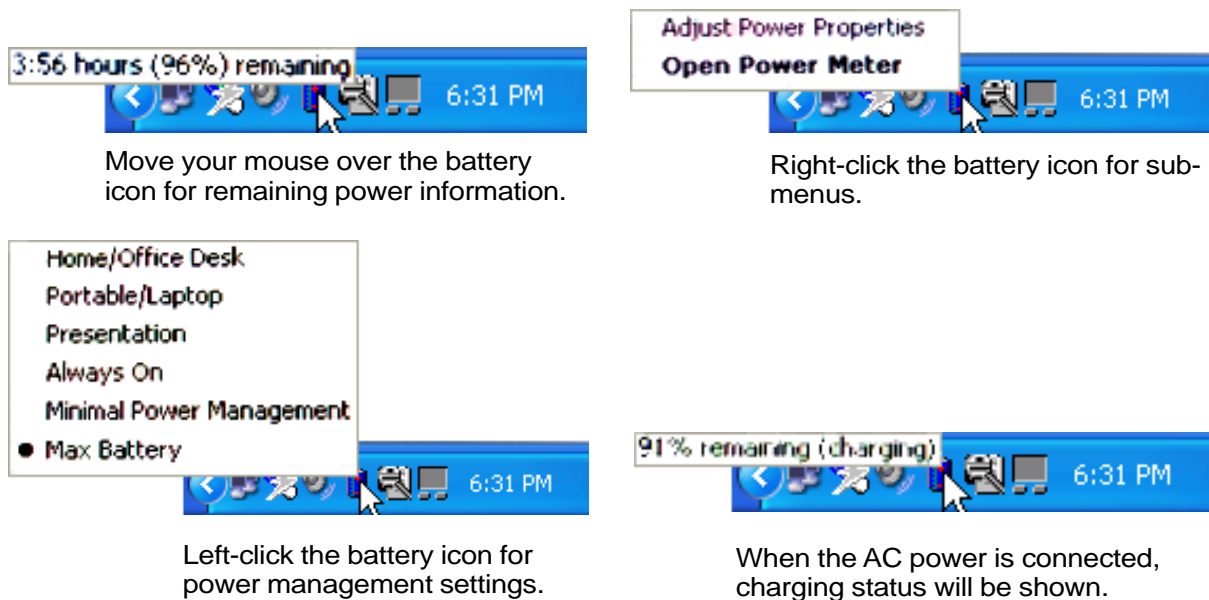 3:56 hours (96%) remaining
6:31 PM
Move your mouse over the battery
icon for remaining power information.
Adjust Power Properties
Open Power Meter
6:31 PM
Right-click the battery icon for sub-
menus.
Home/Office Desk
Portable/Laptop
Presentation
Always On
Minimal Power Management
Max Battery
6:31 PM
Left-click the battery icon for
power management settings.
91% remaining (charging)
6:31 PM
When the AC power is connected,
charging status will be shown.